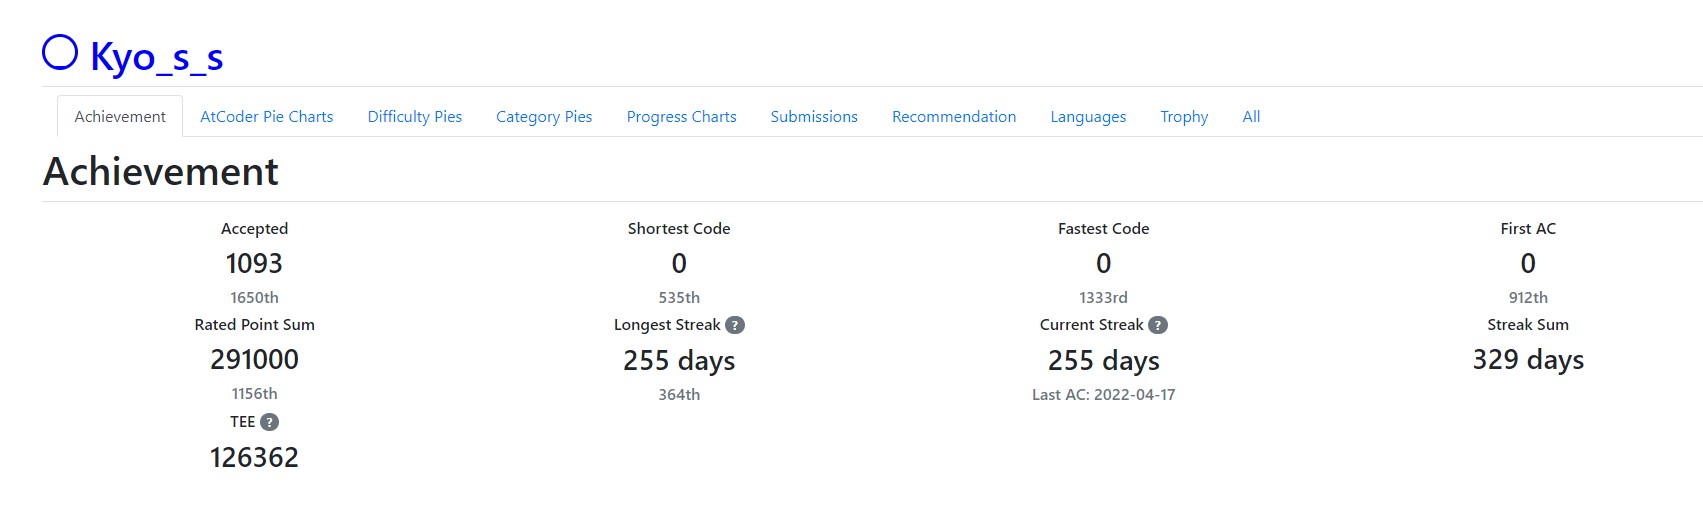 Kyo_s_s
Achievement AtCoder Pie Charts Difficulty Pies Category Pies Progress Charts Submissions Recommendation Languages Trophy All
Achievement
Accepted Shortest Code Fastest Code First AC
1093 0 0 0
1650th 535th 1333rd 912th
Rated Point Sum Longest Streak ? Current Streak ? Streak Sum
291000 255 days 255 days 329 days
1156th 364th Last AC: 2022-04-17
TEE ?
126362